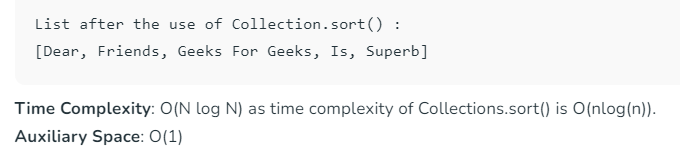 List after the use of Collection.sort() :
[Dear, Friends, Geeks For Geeks, Is, Superb]
Time Complexity: O(N log N) as time complexity of Collections.sort() is O(nlog(n)).
Auxiliary Space: O(1)